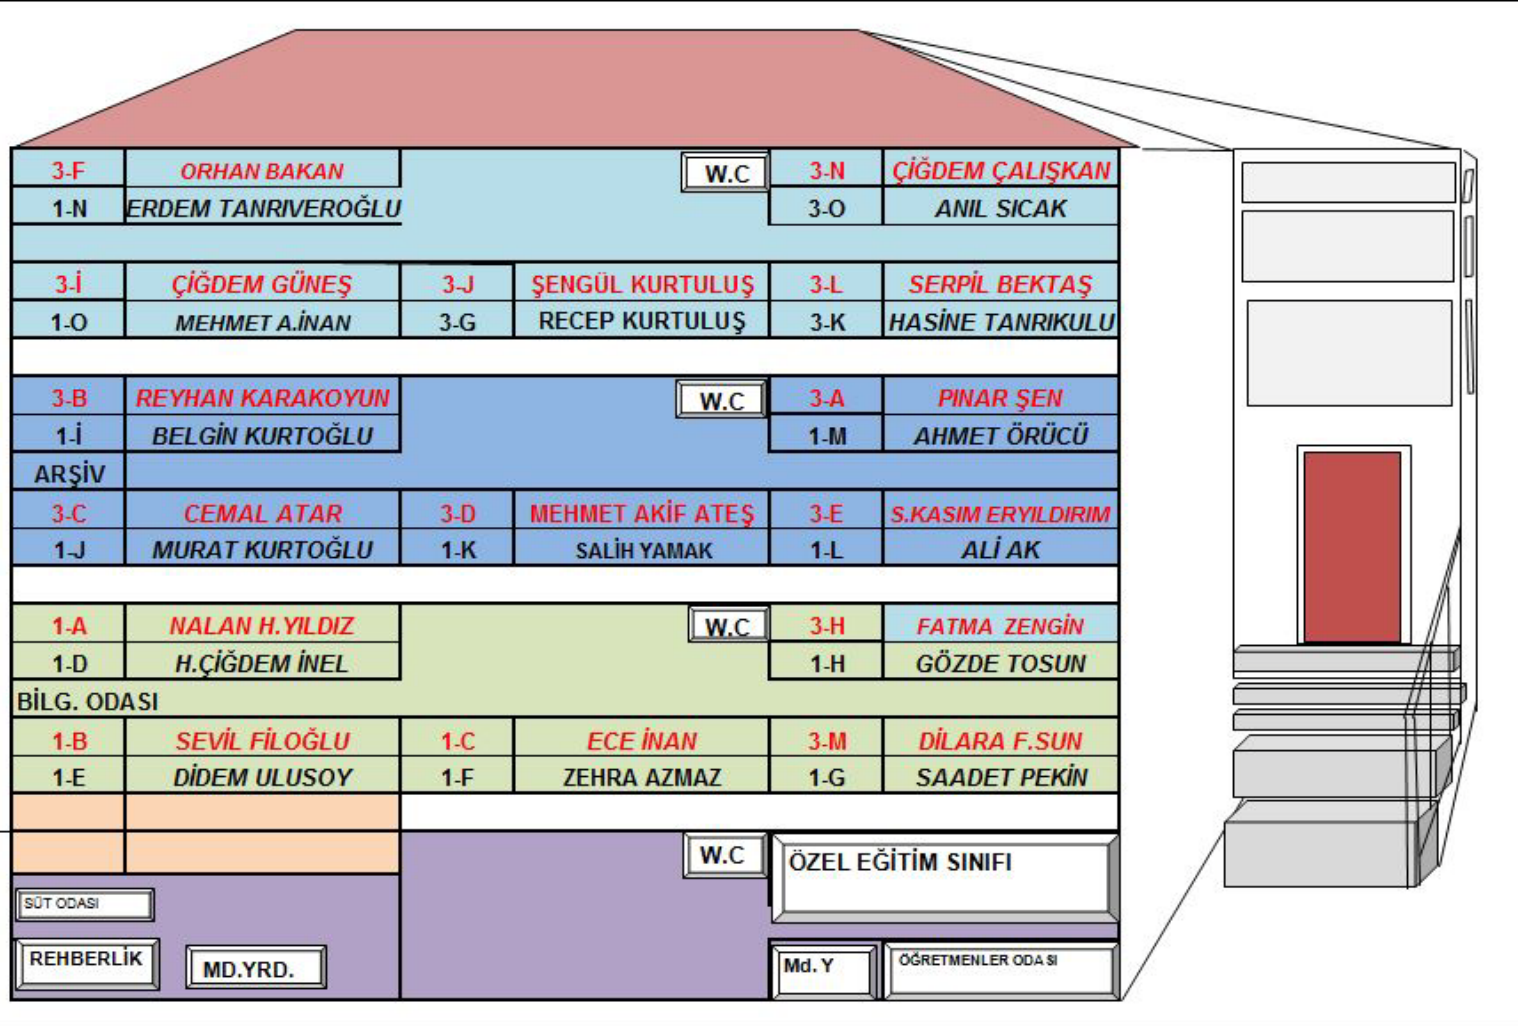 3-F ORHAN BAKAN W.C 3-N ÇİĞDEM ÇALIŞKAN
1-N ERDEM TANRIVEROĞLU 3-O ANIL SICAK
3-İ ÇİĞDEM GÜNEŞ 3-J ŞENGÜL KURTULUŞ 3-L SERPİL BEKTAŞ
1-O MEHMET A.İNAN 3-G RECEP KURTULUŞ 3-K HASİNE TANRIKULU
3-B REYHAN KARAKOYUN W.C 3-A PINAR ŞEN
1-İ BELGİN KURTOĞLU 1-M AHMET ÖRÜCÜ
ARŞİV
3-C CEMAL ATAR 3-D MEHMET AKİF ATEŞ 3-E S.KASIM ERYILDIRIM
1-J MURAT KURTOĞLU 1-K SALİH YAMAK 1-L ALİ AK
1-A NALAN H.YILDIZ W.C 3-H FATMA ZENGİN
1-D H.ÇİĞDEM İNEL 1-H GÖZDE TOSUN
BİLG. ODASI
1-B SEVİL FİLOĞLU 1-C ECE İNAN 3-M DİLARA F.SUN
1-E DİDEM ULUSOY 1-F ZEHRA AZMAZ 1-G SAADET PEKİN
W.C ÖZEL EĞİTİM SINIFI
SÜT ODASI
REHBERLİK MD.YRD. Md. Y ÖĞRETMENLER ODASI